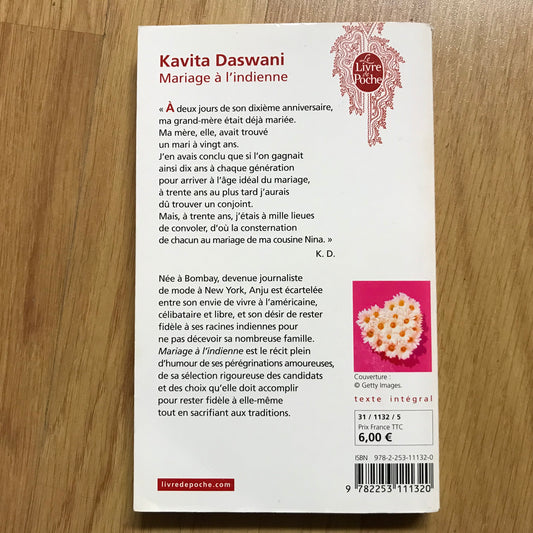 Kavita Daswani
Mariage à l'indienne
Le
Livre
de
Poche
« À deux jours de son dixième anniversaire,
ma grand-mère était déjà mariée.
Ma mère, elle, avait trouvé
un mari à vingt ans.
J'en avais conclu que si l'on gagnait
ainsi dix ans à chaque génération
pour arriver à l'âge idéal du mariage,
à trente ans au plus tard j'aurais
dû trouver un conjoint.
Mais, à trente ans, j'étais à mille lieues
de convoler, d'où la consternation
de chacun au mariage de ma cousine Nina. »
K. D.
Née à Bombay, devenue journaliste
de mode à New York, Anju est écartelée
entre son envie de vivre à l'américaine,
célibataire et libre, et son désir de rester
fidèle à ses racines indiennes pour
ne pas décevoir sa nombreuse famille.
Mariage à l'indienne est le récit plein
d'humour de ses pérégrinations amoureuses,
de sa sélection rigoureuse des candidats
et des choix qu'elle doit accomplir
pour rester fidèle à elle-même
tout en sacrifiant aux traditions.
Couverture :
© Getty Images.
texte intégral
31 / 1132 / 5
Prix France TTC
6,00 €
ISBN 978-2-253-11132-0
9 782253 111320
livredepoche.com